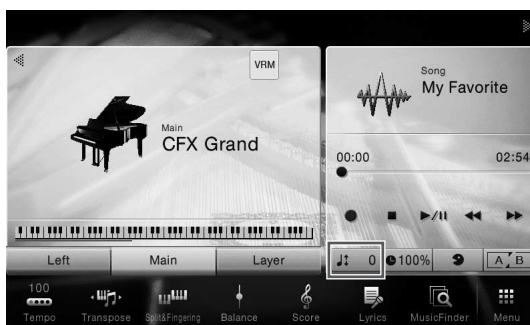 VRM
Main
CFX Grand
Song
My Favorite
00:00
02:54
Left
Main
Layer
0
100%
A B
100
Tempo
Transpose
Split&Fingering
Balance
Score
Lyrics
MusicFinder
Menu